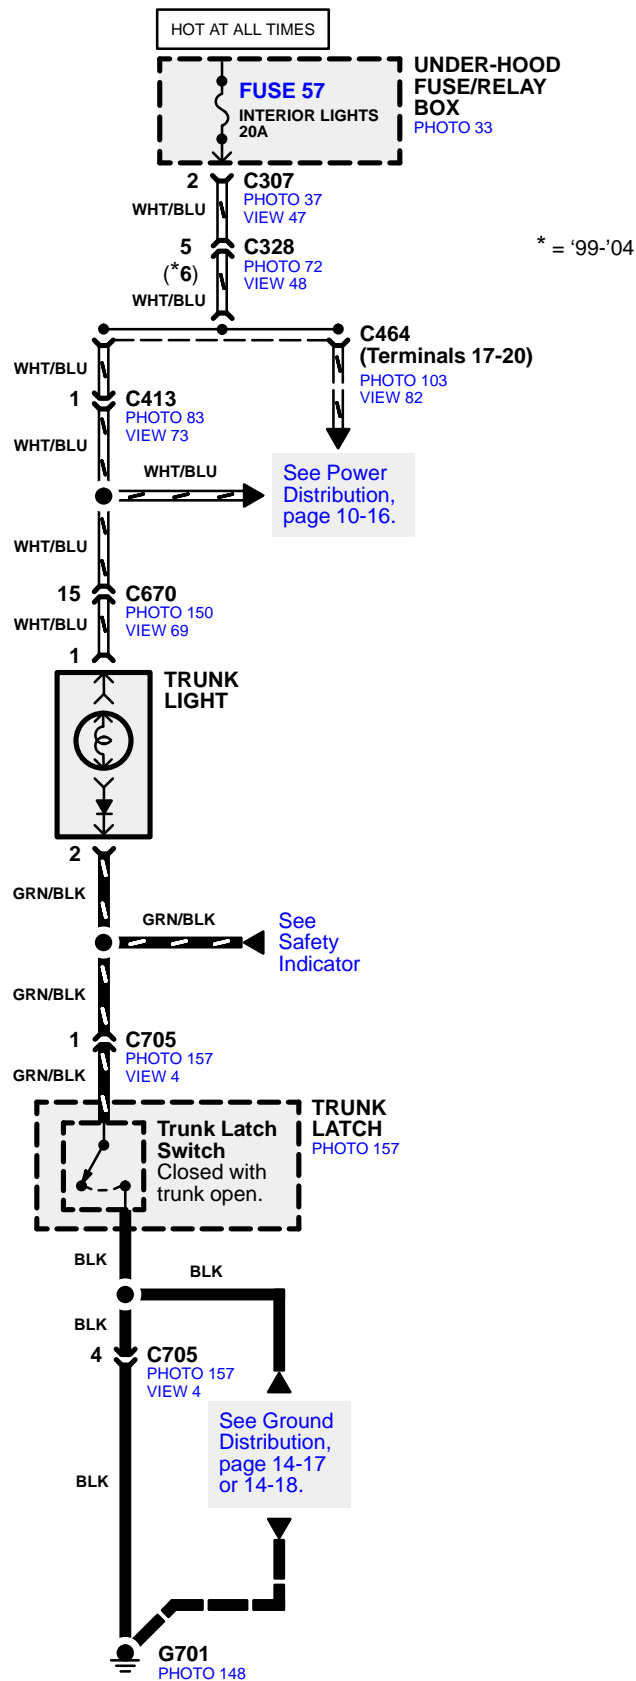 HOT AT ALL TIMES
UNDER-HOOD
FUSE/RELAY
BOX
PHOTO 33
FUSE 57
INTERIOR LIGHTS
20A
2
C307
PHOTO 37
VIEW 47
WHT/BLU
5
(*6)
C328
PHOTO 72
VIEW 48
* = ‘99-’04
WHT/BLU
C464
(Terminals 17-20)
PHOTO 103
VIEW 82
WHT/BLU
1
C413
PHOTO 83
VIEW 73
WHT/BLU
WHT/BLU
See Power
Distribution,
page 10-16.
WHT/BLU
15
C670
PHOTO 150
VIEW 69
WHT/BLU
1
TRUNK
LIGHT
2
GRN/BLK
GRN/BLK
See
Safety
Indicator
GRN/BLK
1
C705
PHOTO 157
VIEW 4
GRN/BLK
TRUNK
LATCH
PHOTO 157
Trunk Latch
Switch
Closed with
trunk open.
BLK
BLK
BLK
4
C705
PHOTO 157
VIEW 4
See Ground
Distribution,
page 14-17
or 14-18.
BLK
G701
PHOTO 148